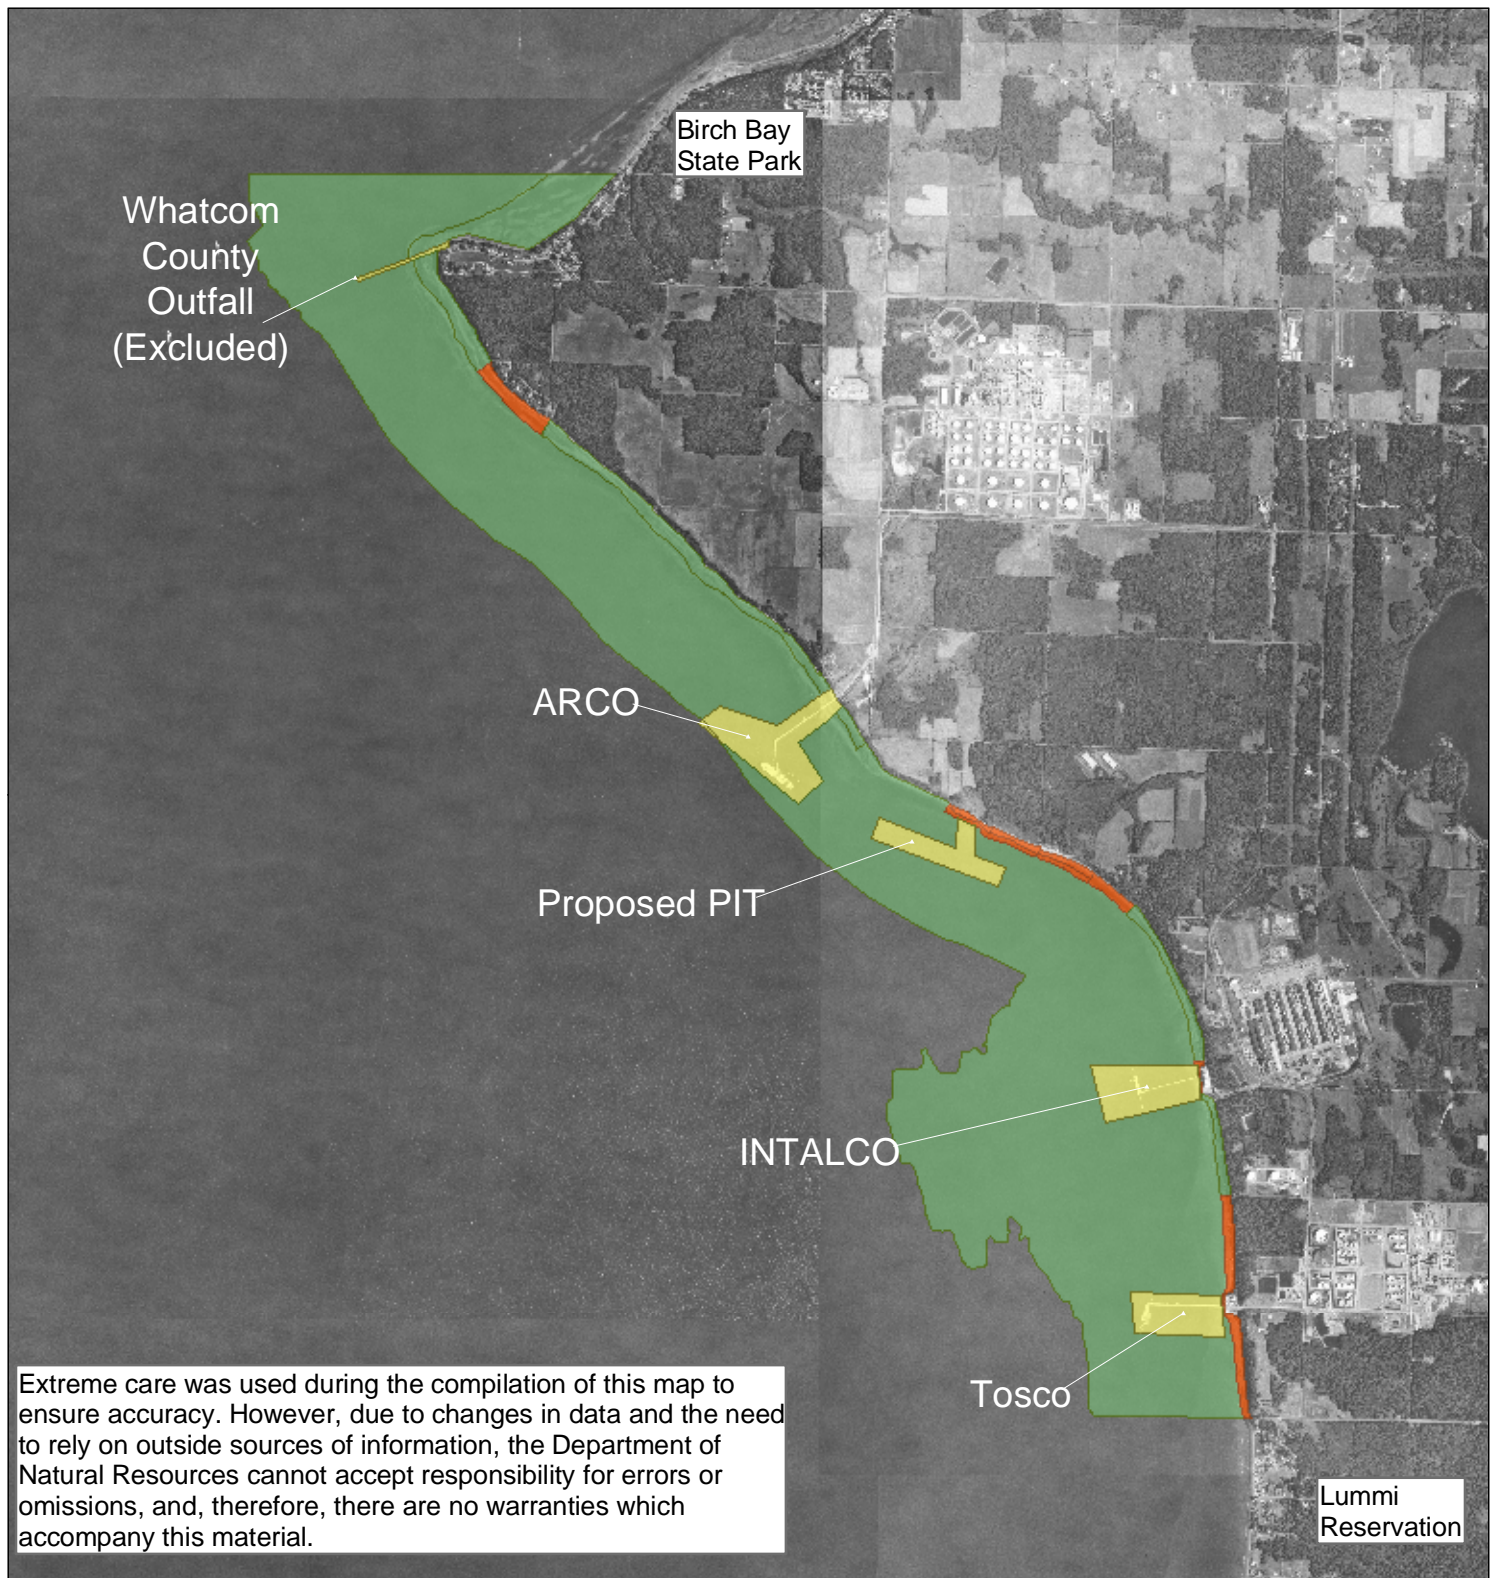 Birch Bay
State Park
Whatcom
County
Outfall
(Excluded)
ARCO
Proposed PIT
INTALCO
Tosco
Extreme care was used during the compilation of this map to
ensure accuracy. However, due to changes in data and the need
to rely on outside sources of information, the Department of
Natural Resources cannot accept responsibility for errors or
omissions, and, therefore, there are no warranties which
accompany this material.
Lummi
Reservation